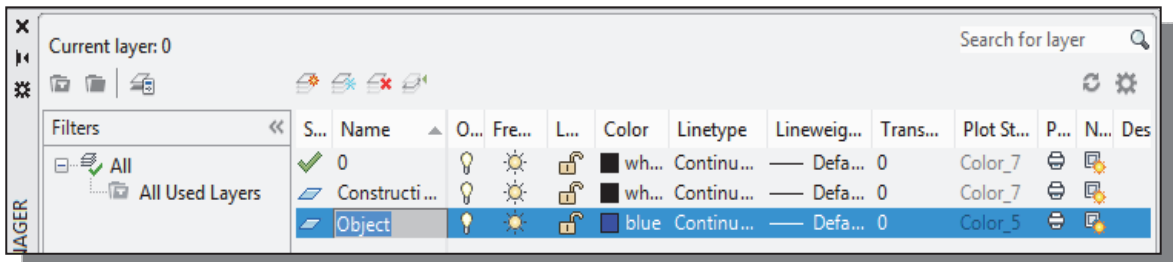 Current layer: 0
Search for layer
Filters
S... Name O... Fre... L... Color Linetype Lineweig... Trans... Plot St... P... N... Des
All
All Used Layers
0 wh... Continu... Defa... 0 Color_7
Constructi... wh... Continu... Defa... 0 Color_7
Object blue Continu... Defa... 0 Color_5
NAGER